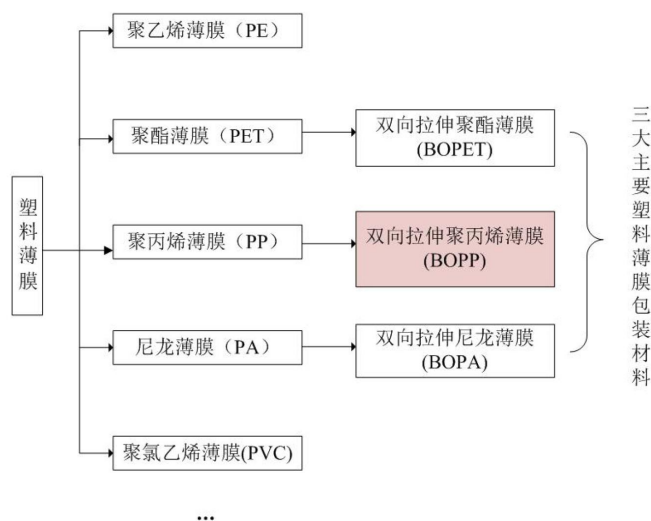 聚乙烯薄膜（PE）
聚酯薄膜（PET）
双向拉伸聚酯薄膜
(BOPET)
塑料薄膜
聚丙烯薄膜（PP）
双向拉伸聚丙烯薄膜
(BOPP)
三大主要塑料薄膜包装材料
尼龙薄膜（PA）
双向拉伸尼龙薄膜
(BOPA)
聚氯乙烯薄膜(PVC)
...